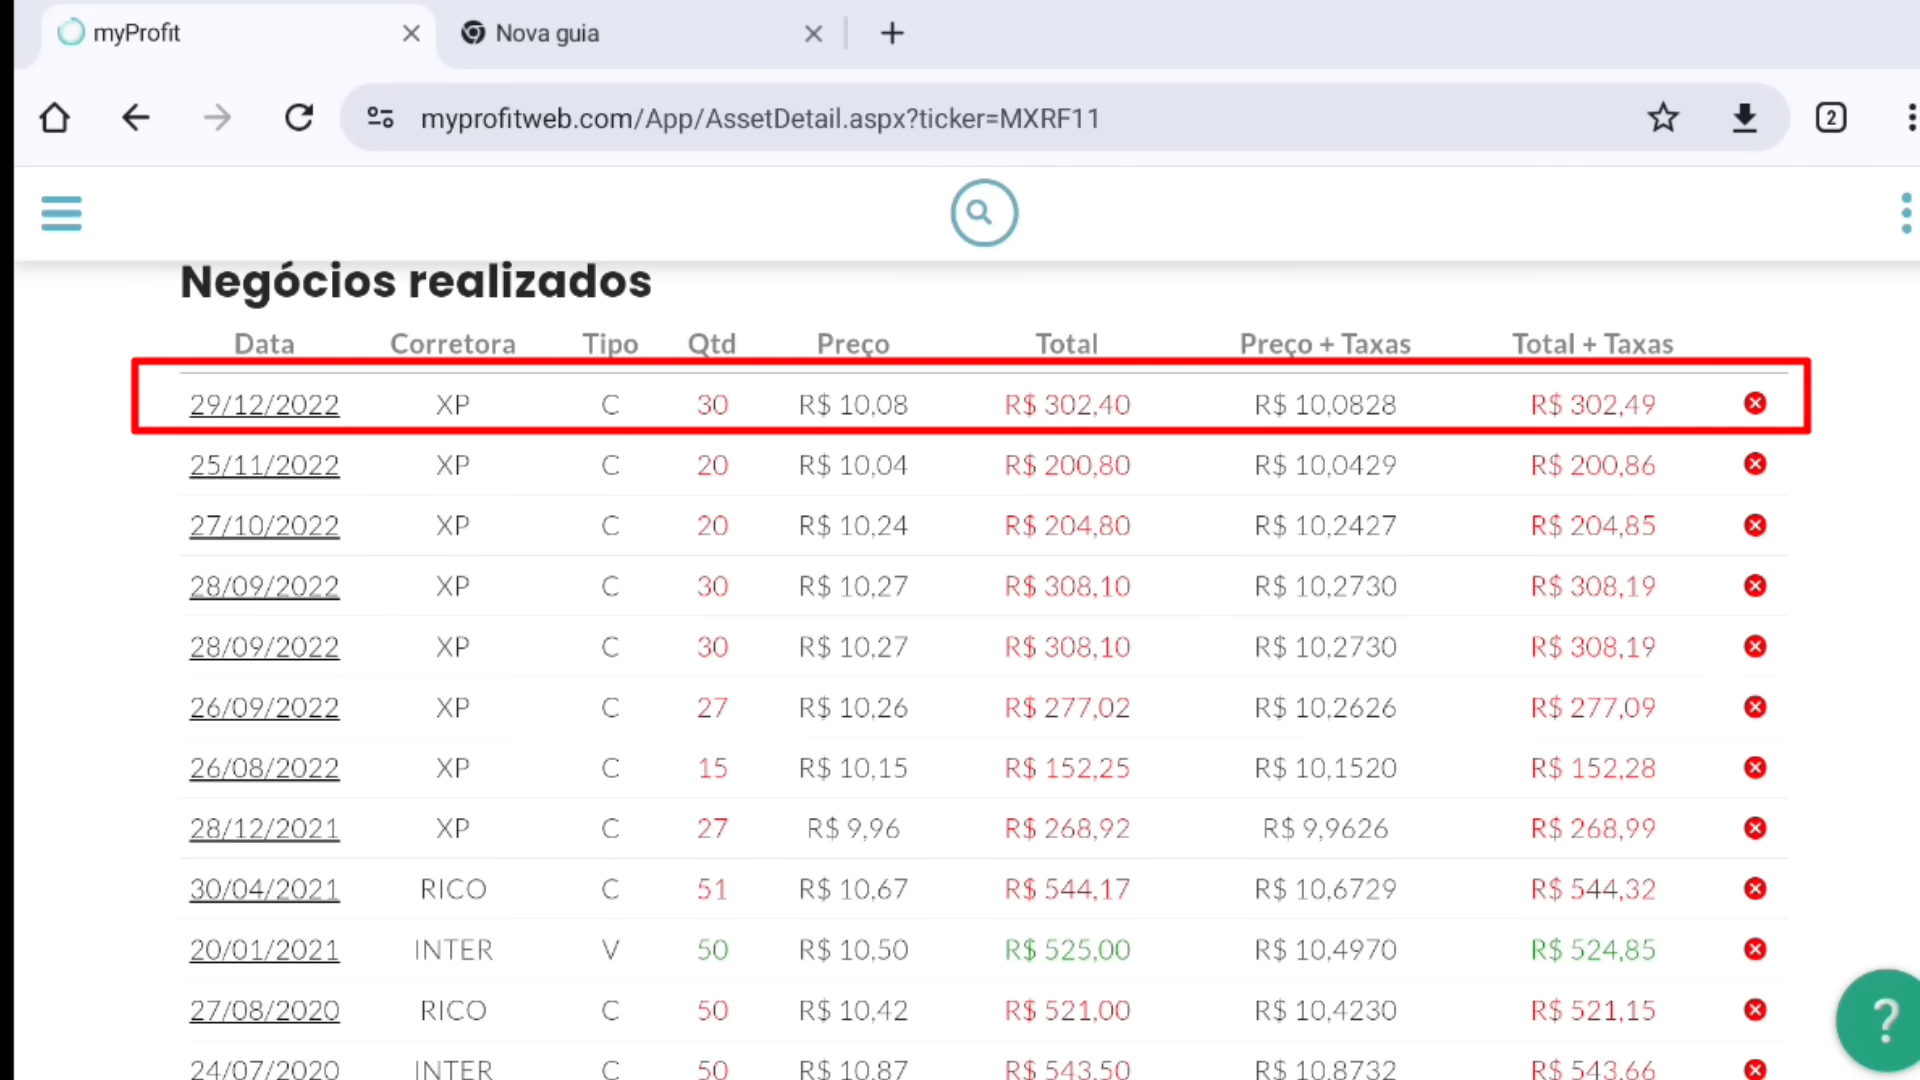 myProfit
Nova guia
myprofitweb.com/App/AssetDetail.aspx?ticker=MXRF11
2
Negócios realizados
Data Corretora Tipo Qtd Preço Total Preço + Taxas Total + Taxas
29/12/2022 XP C 30 R$ 10,08 R$ 302,40 R$ 10,0828 R$ 302,49
25/11/2022 XP C 20 R$ 10,04 R$ 200,80 R$ 10,0429 R$ 200,86
27/10/2022 XP C 20 R$ 10,24 R$ 204,80 R$ 10,2427 R$ 204,85
28/09/2022 XP C 30 R$ 10,27 R$ 308,10 R$ 10,2730 R$ 308,19
28/09/2022 XP C 30 R$ 10,27 R$ 308,10 R$ 10,2730 R$ 308,19
26/09/2022 XP C 27 R$ 10,26 R$ 277,02 R$ 10,2626 R$ 277,09
26/08/2022 XP C 15 R$ 10,15 R$ 152,25 R$ 10,1520 R$ 152,28
28/12/2021 XP C 27 R$ 9,96 R$ 268,92 R$ 9,9626 R$ 268,99
30/04/2021 RICO C 51 R$ 10,67 R$ 544,17 R$ 10,6729 R$ 544,32
20/01/2021 INTER V 50 R$ 10,50 R$ 525,00 R$ 10,4970 R$ 524,85
27/08/2020 RICO C 50 R$ 10,42 R$ 521,00 R$ 10,4230 R$ 521,15
24/07/2020 INTER C 50 R$ 10,87 R$ 543,50 R$ 10,8732 R$ 543,66
?